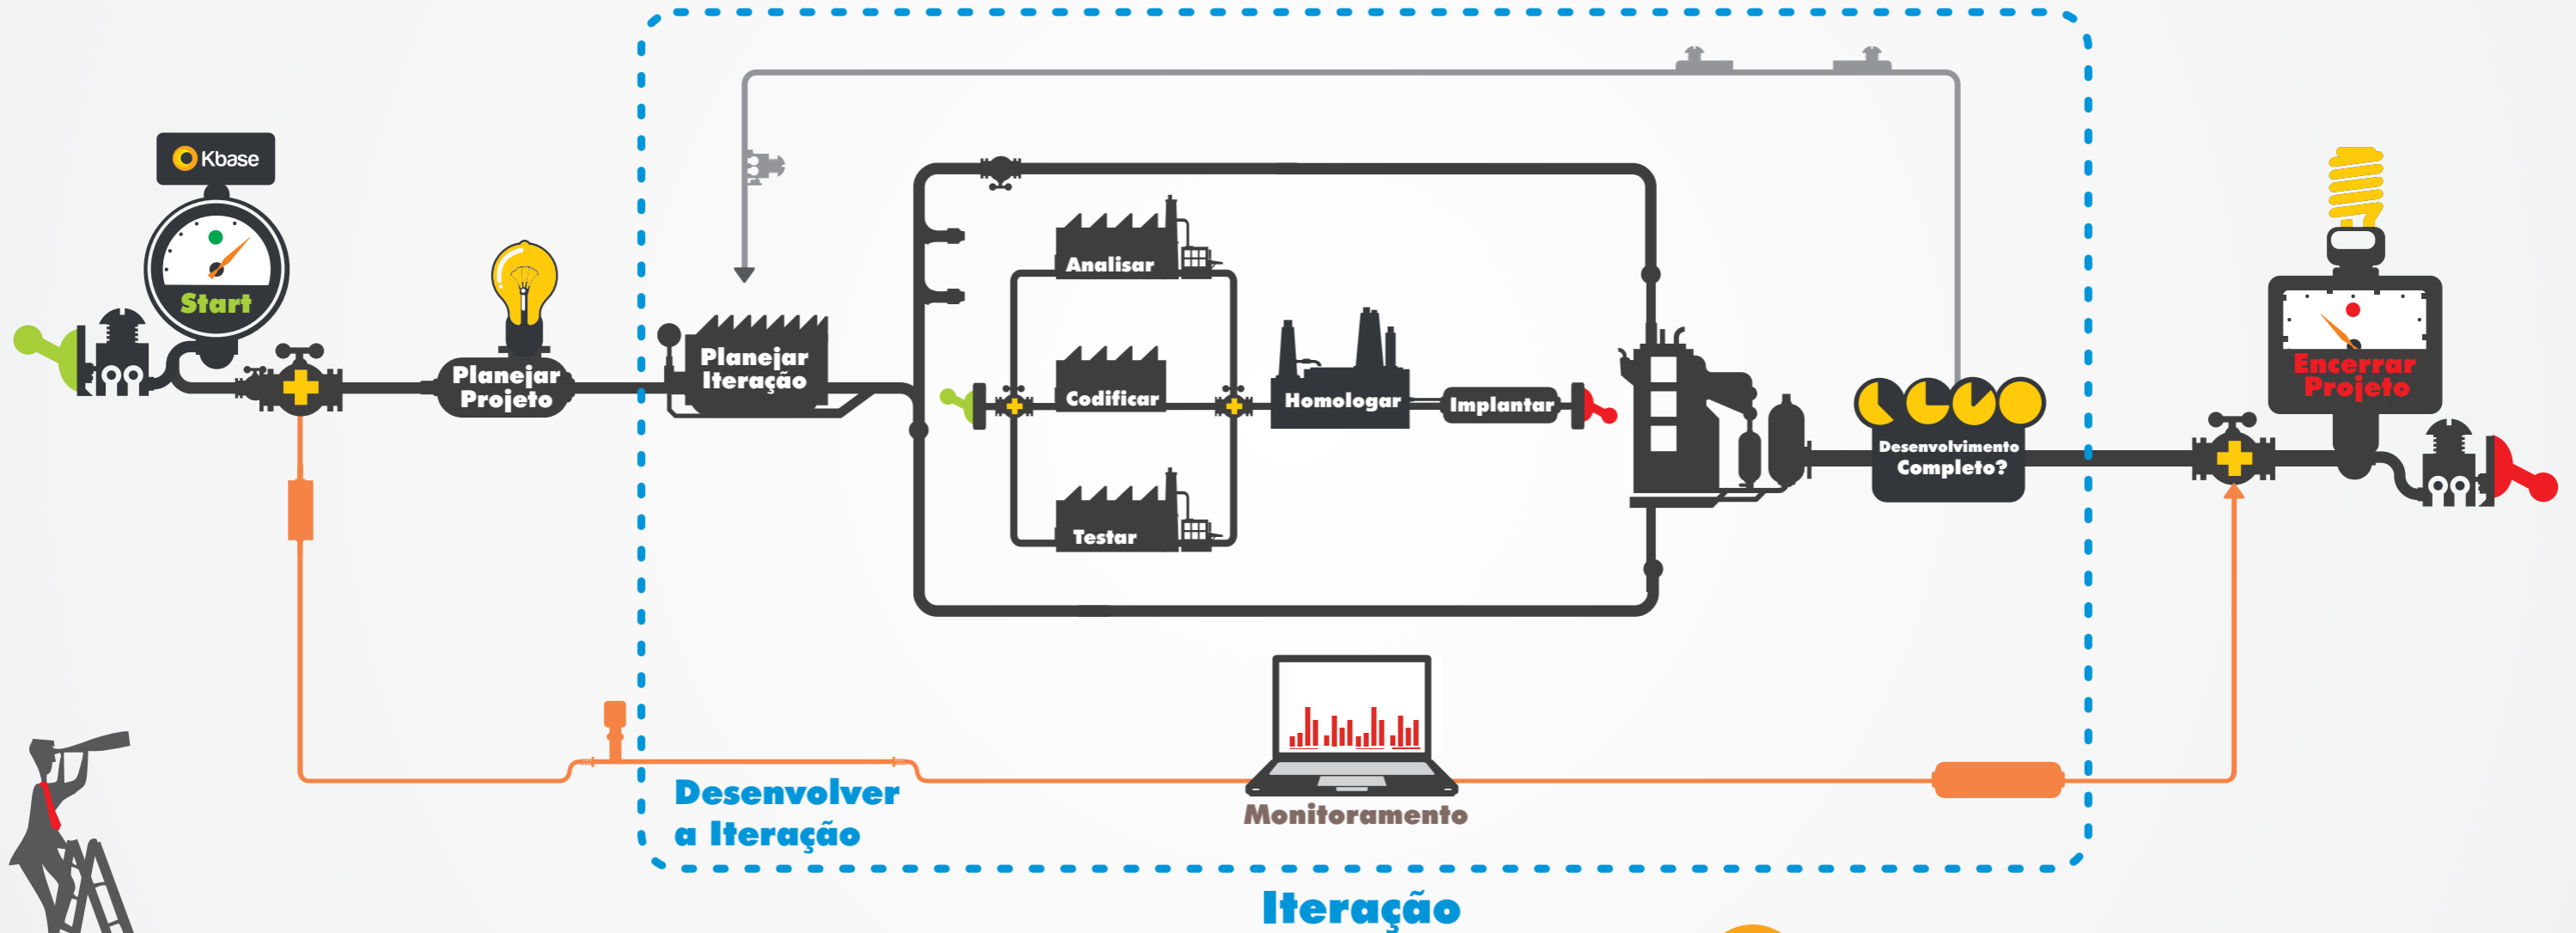 Kbase
Start
Planejar
Projeto
Planejar
Iteração
Analisar
Codificar
Testar
Homologar
Implantar
Desenvolvimento
Completo?
Encerrar
Projeto
Desenvolver
a Iteração
Monitoramento
Iteração